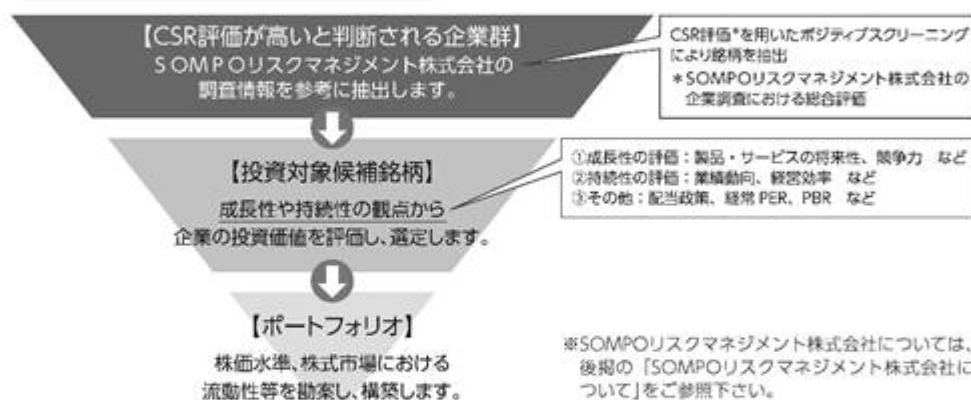 【CSR評価が高いと判断される企業群】
SOMPOリスクマネジメント株式会社の
調査情報を参考に抽出します。
CSR評価*を用いたポジティブスクリーニング
により銘柄を抽出
*SOMPOリスクマネジメント株式会社の
企業調査における総合評価
【投資対象候補銘柄】
成長性や持続性の観点から
企業の投資価値を評価し、選定します。
①成長性の評価：製品・サービスの将来性、競争力 など
②持続性の評価：業績動向、経営効率 など
③その他：配当政策、経常PER、PBR など
【ポートフォリオ】
株価水準、株式市場における
流動性等を勘案し、構築します。
※SOMPOリスクマネジメント株式会社については、
後掲の「SOMPOリスクマネジメント株式会社に
ついて」をご参照下さい。